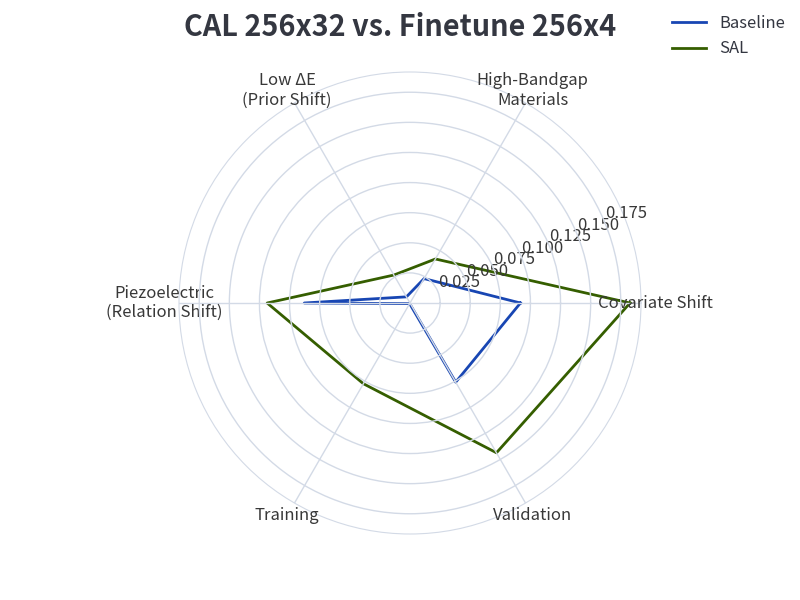 CAL 256x32 vs. Finetune 256x4
Baseline
SAL
Low ΔE
(Prior Shift)
High-Bandgap
Materials
0.175
0.150
0.125
0.100
0.075
0.050
0.025
Piezoelectric
(Relation Shift)
Covariate Shift
Training
Validation